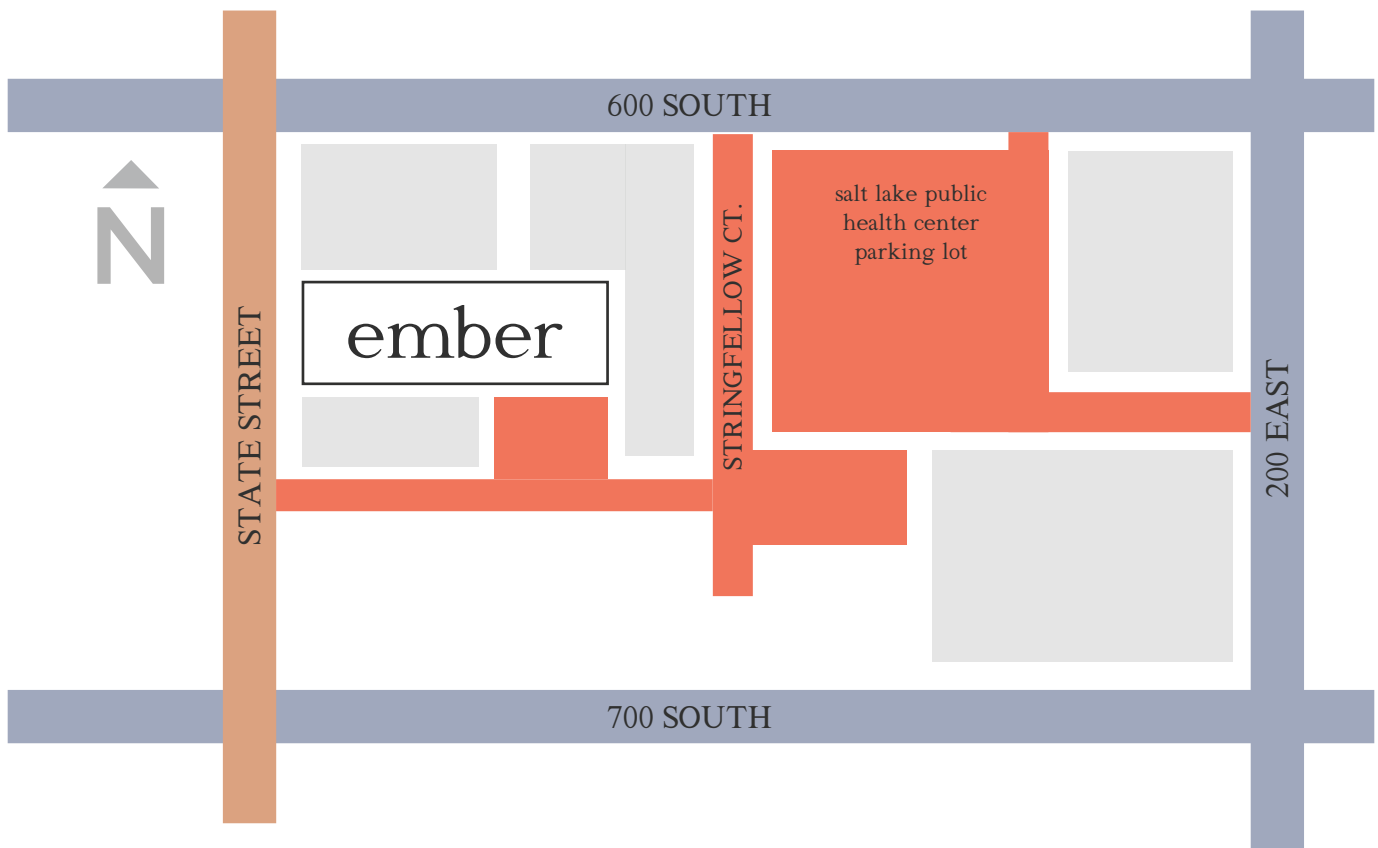 600 SOUTH
N
salt lake public
health center
parking lot
STRINGFELLOW CT.
ember
STATE STREET
200 EAST
700 SOUTH